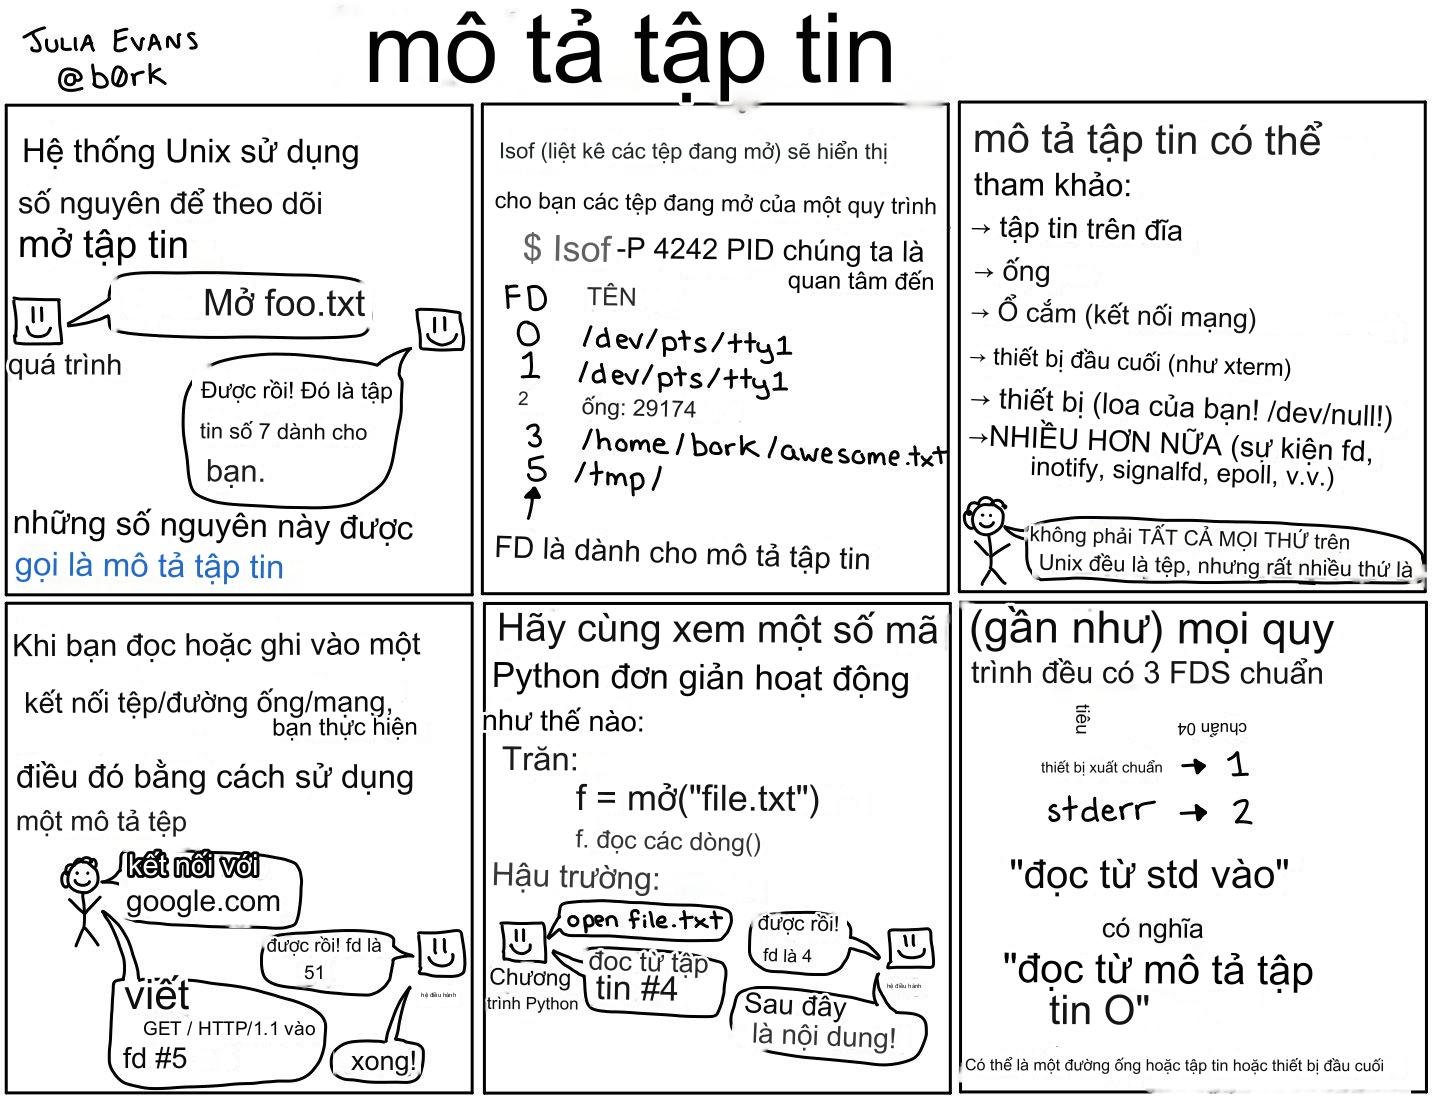 JULIA EVANS
@b0rk
mô tả tập tin
Hệ thống Unix sử dụng
số nguyên để theo dõi
mở tập tin
Mở foo.txt
quá trình
Được rồi! Đó là tập
tin số 7 dành cho
bạn.
những số nguyên này được
gọi là mô tả tập tin
lsof (liệt kê các tệp đang mở) sẽ hiển thị
cho bạn các tệp đang mở của một quy trình
$ lsof -P 4242 PID chúng ta là
quan tâm đến
FD TÊN
0 /dev/pts/tty1
1 /dev/pts/tty1
2 ống: 29174
3 /home/bork/awesome.txt
5 /tmp/
FD là dành cho mô tả tập tin
mô tả tập tin có thể
tham khảo:
→ tập tin trên đĩa
→ ống
→ Ổ cắm (kết nối mạng)
→ thiết bị đầu cuối (như xterm)
→ thiết bị (loa của bạn! /dev/null!)
→NHIỀU HƠN NỮA (sự kiện fd,
inotify, signalfd, epoll, v.v.)
không phải TẤT CẢ MỌI THỨ trên
Unix đều là tệp, nhưng rất nhiều thứ là
Khi bạn đọc hoặc ghi vào một
kết nối tệp/đường ống/mạng,
bạn thực hiện
điều đó bằng cách sử dụng
một mô tả tệp
kết nối với
google.com
được rồi! fd là
51
hệ điều hành
viết
GET / HTTP/1.1 vào
fd #5
xong!
Hãy cùng xem một số mã
Python đơn giản hoạt động
như thế nào:
Trăn:
f = mở("file.txt")
f. đọc các dòng()
Hậu trường:
open file.txt
được rồi!
fd là 4
đọc từ tập
tin #4
Chương
trình Python
hệ điều hành
Sau đây
là nội dung!
(gần như) mọi quy
trình đều có 3 FDS chuẩn
tiêu
chuẩn 04
thiết bị xuất chuẩn → 1
stderr → 2
"đọc từ std vào"
có nghĩa
"đọc từ mô tả tập
tin O"
Có thể là một đường ống hoặc tập tin hoặc thiết bị đầu cuối